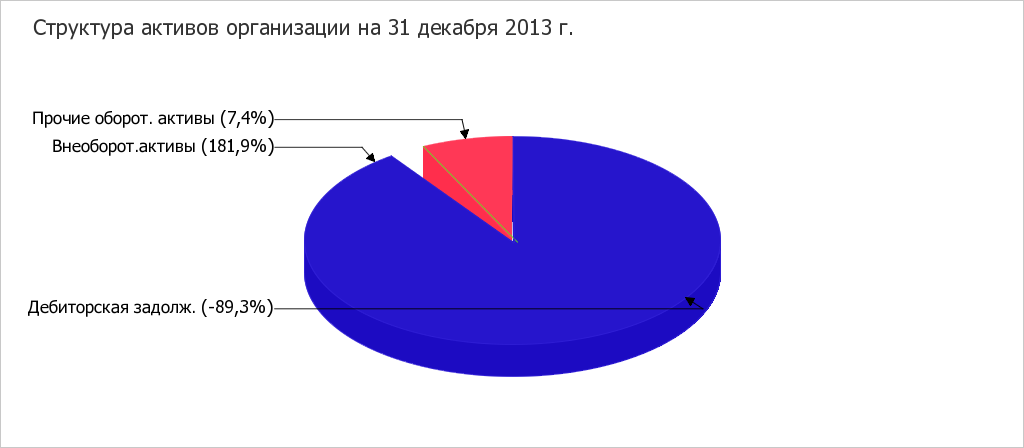 Структура активов организации на 31 декабря 2013 г.
Прочие оборот. активы (7,4%)
Внеоборот.активы (181,9%)
Дебиторская задолж. (-89,3%)